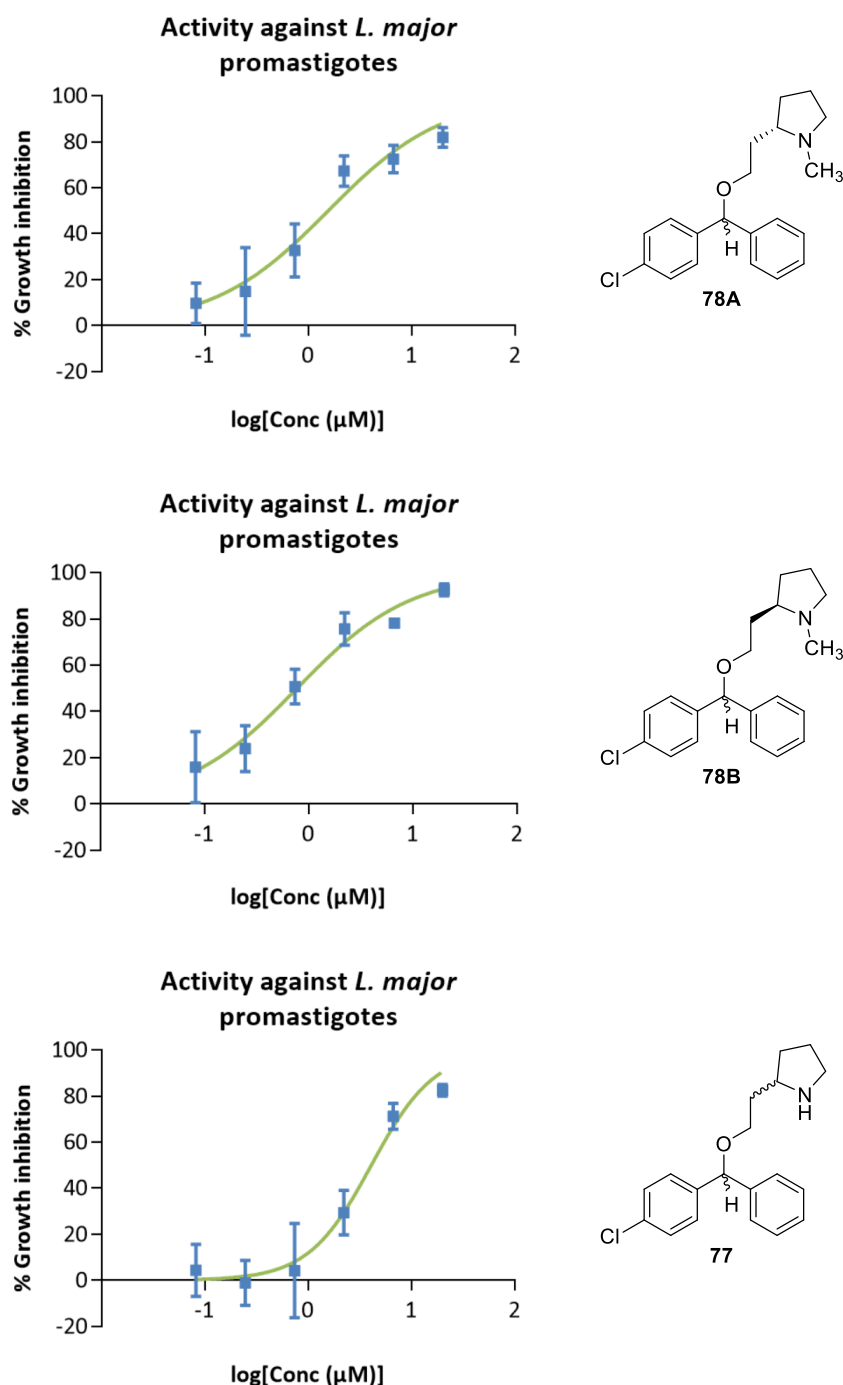 Activity against L. major
promastigotes
% Growth inhibition
100
80
60
40
20
0
-20
-1
0
1
2
log[Conc (µM)]
N
CH3
O
H
Cl
78A
Activity against L. major
promastigotes
% Growth inhibition
100
80
60
40
20
0
-20
-1
0
1
2
log[Conc (µM)]
N
CH3
O
H
Cl
78B
Activity against L. major
promastigotes
% Growth inhibition
100
80
60
40
20
0
-20
-1
0
1
2
log[Conc (µM)]
N
H
O
H
Cl
77